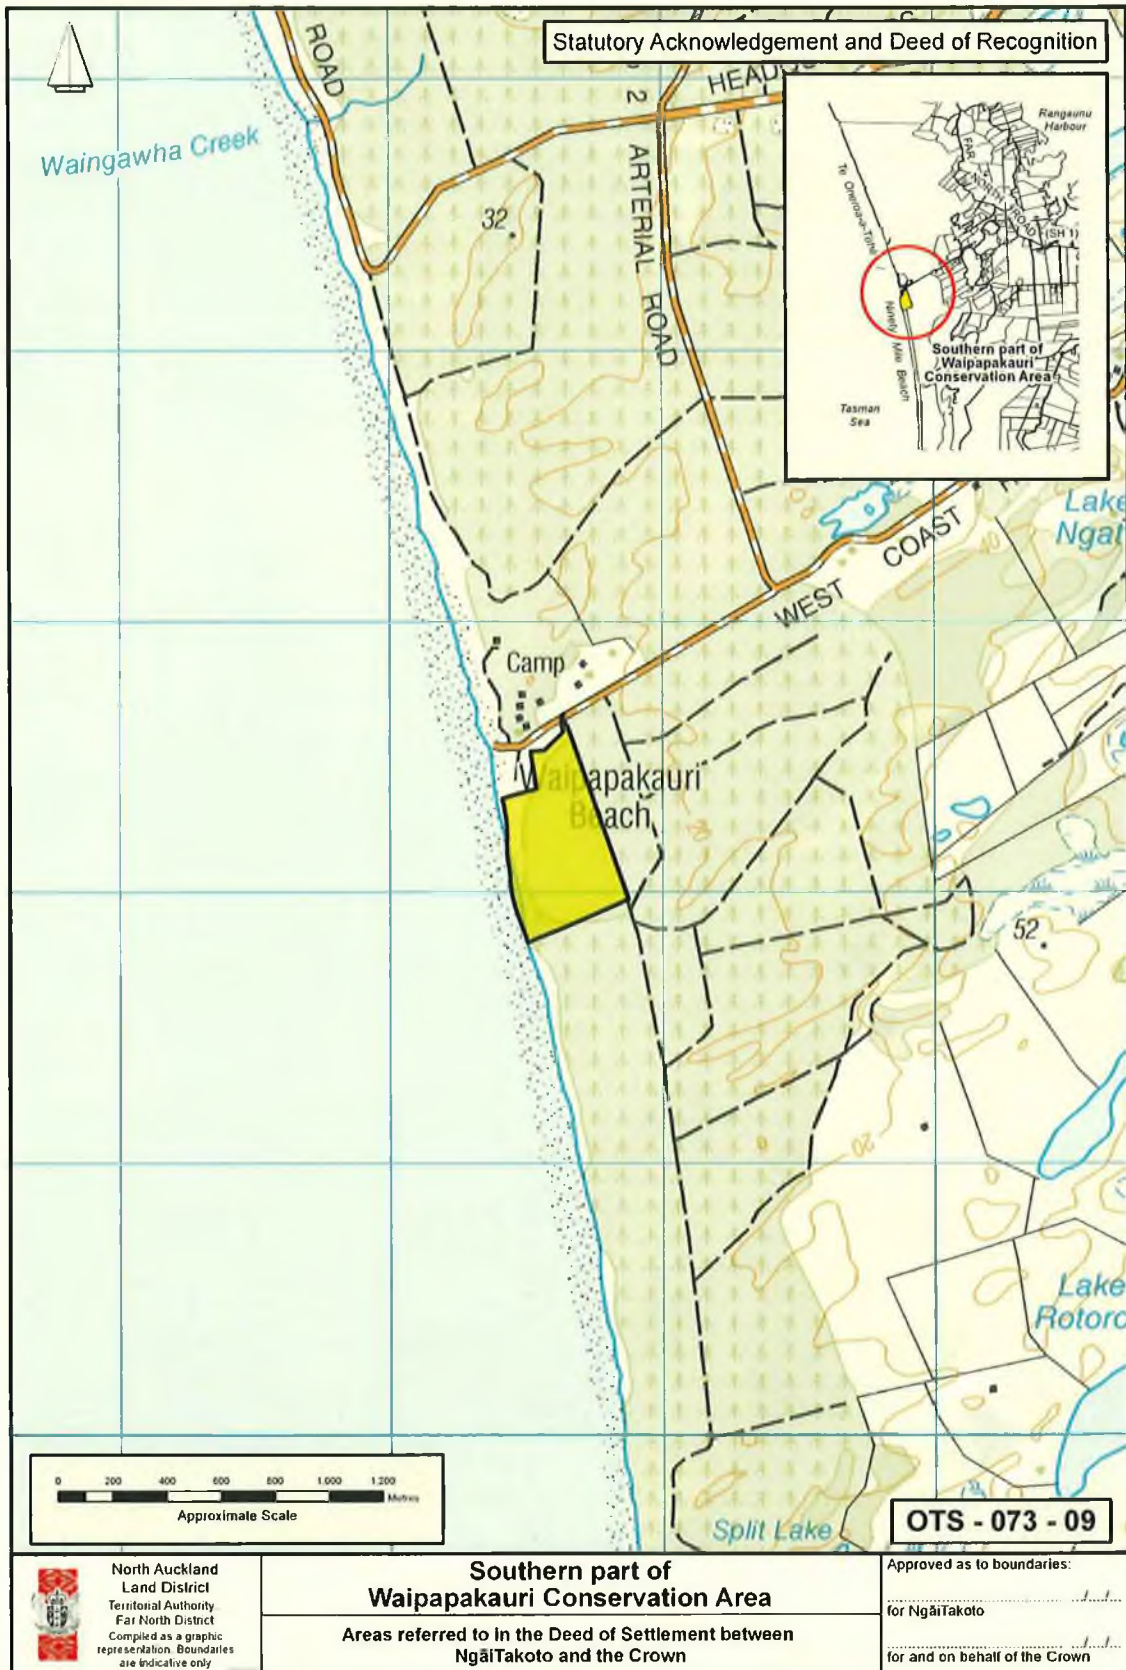 Statutory Acknowledgement and Deed of Recognition
ROAD
2
ARTERIAL ROAD
Waingawha Creek
32
Rangaunu
Harbour
FAR NORTH ROAD (SH 1)
Te Oneroa-a-Tōhē /
Ninety Mile Beach
Southern part of
Waipapakauri
Conservation Area
Tasman
Sea
WEST COAST
Lake
Camp
Waipapakauri
Beach
40
52
20
Lake
Split Lake
0 200 400 600 800 1,000 1,200
Metres
Approximate Scale
OTS - 073 - 09
North Auckland
Land District
Territorial Authority
Far North District
Compiled as a graphic
representation. Boundaries
are indicative only
Southern part of
Waipapakauri Conservation Area
Areas referred to in the Deed of Settlement between
NgāiTakoto and the Crown
Approved as to boundaries:
for NgāiTakoto
for and on behalf of the Crown